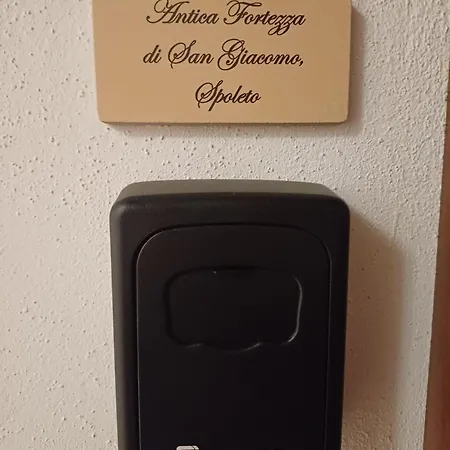 Antica Fortezza
di San Giacomo,
Spoleto